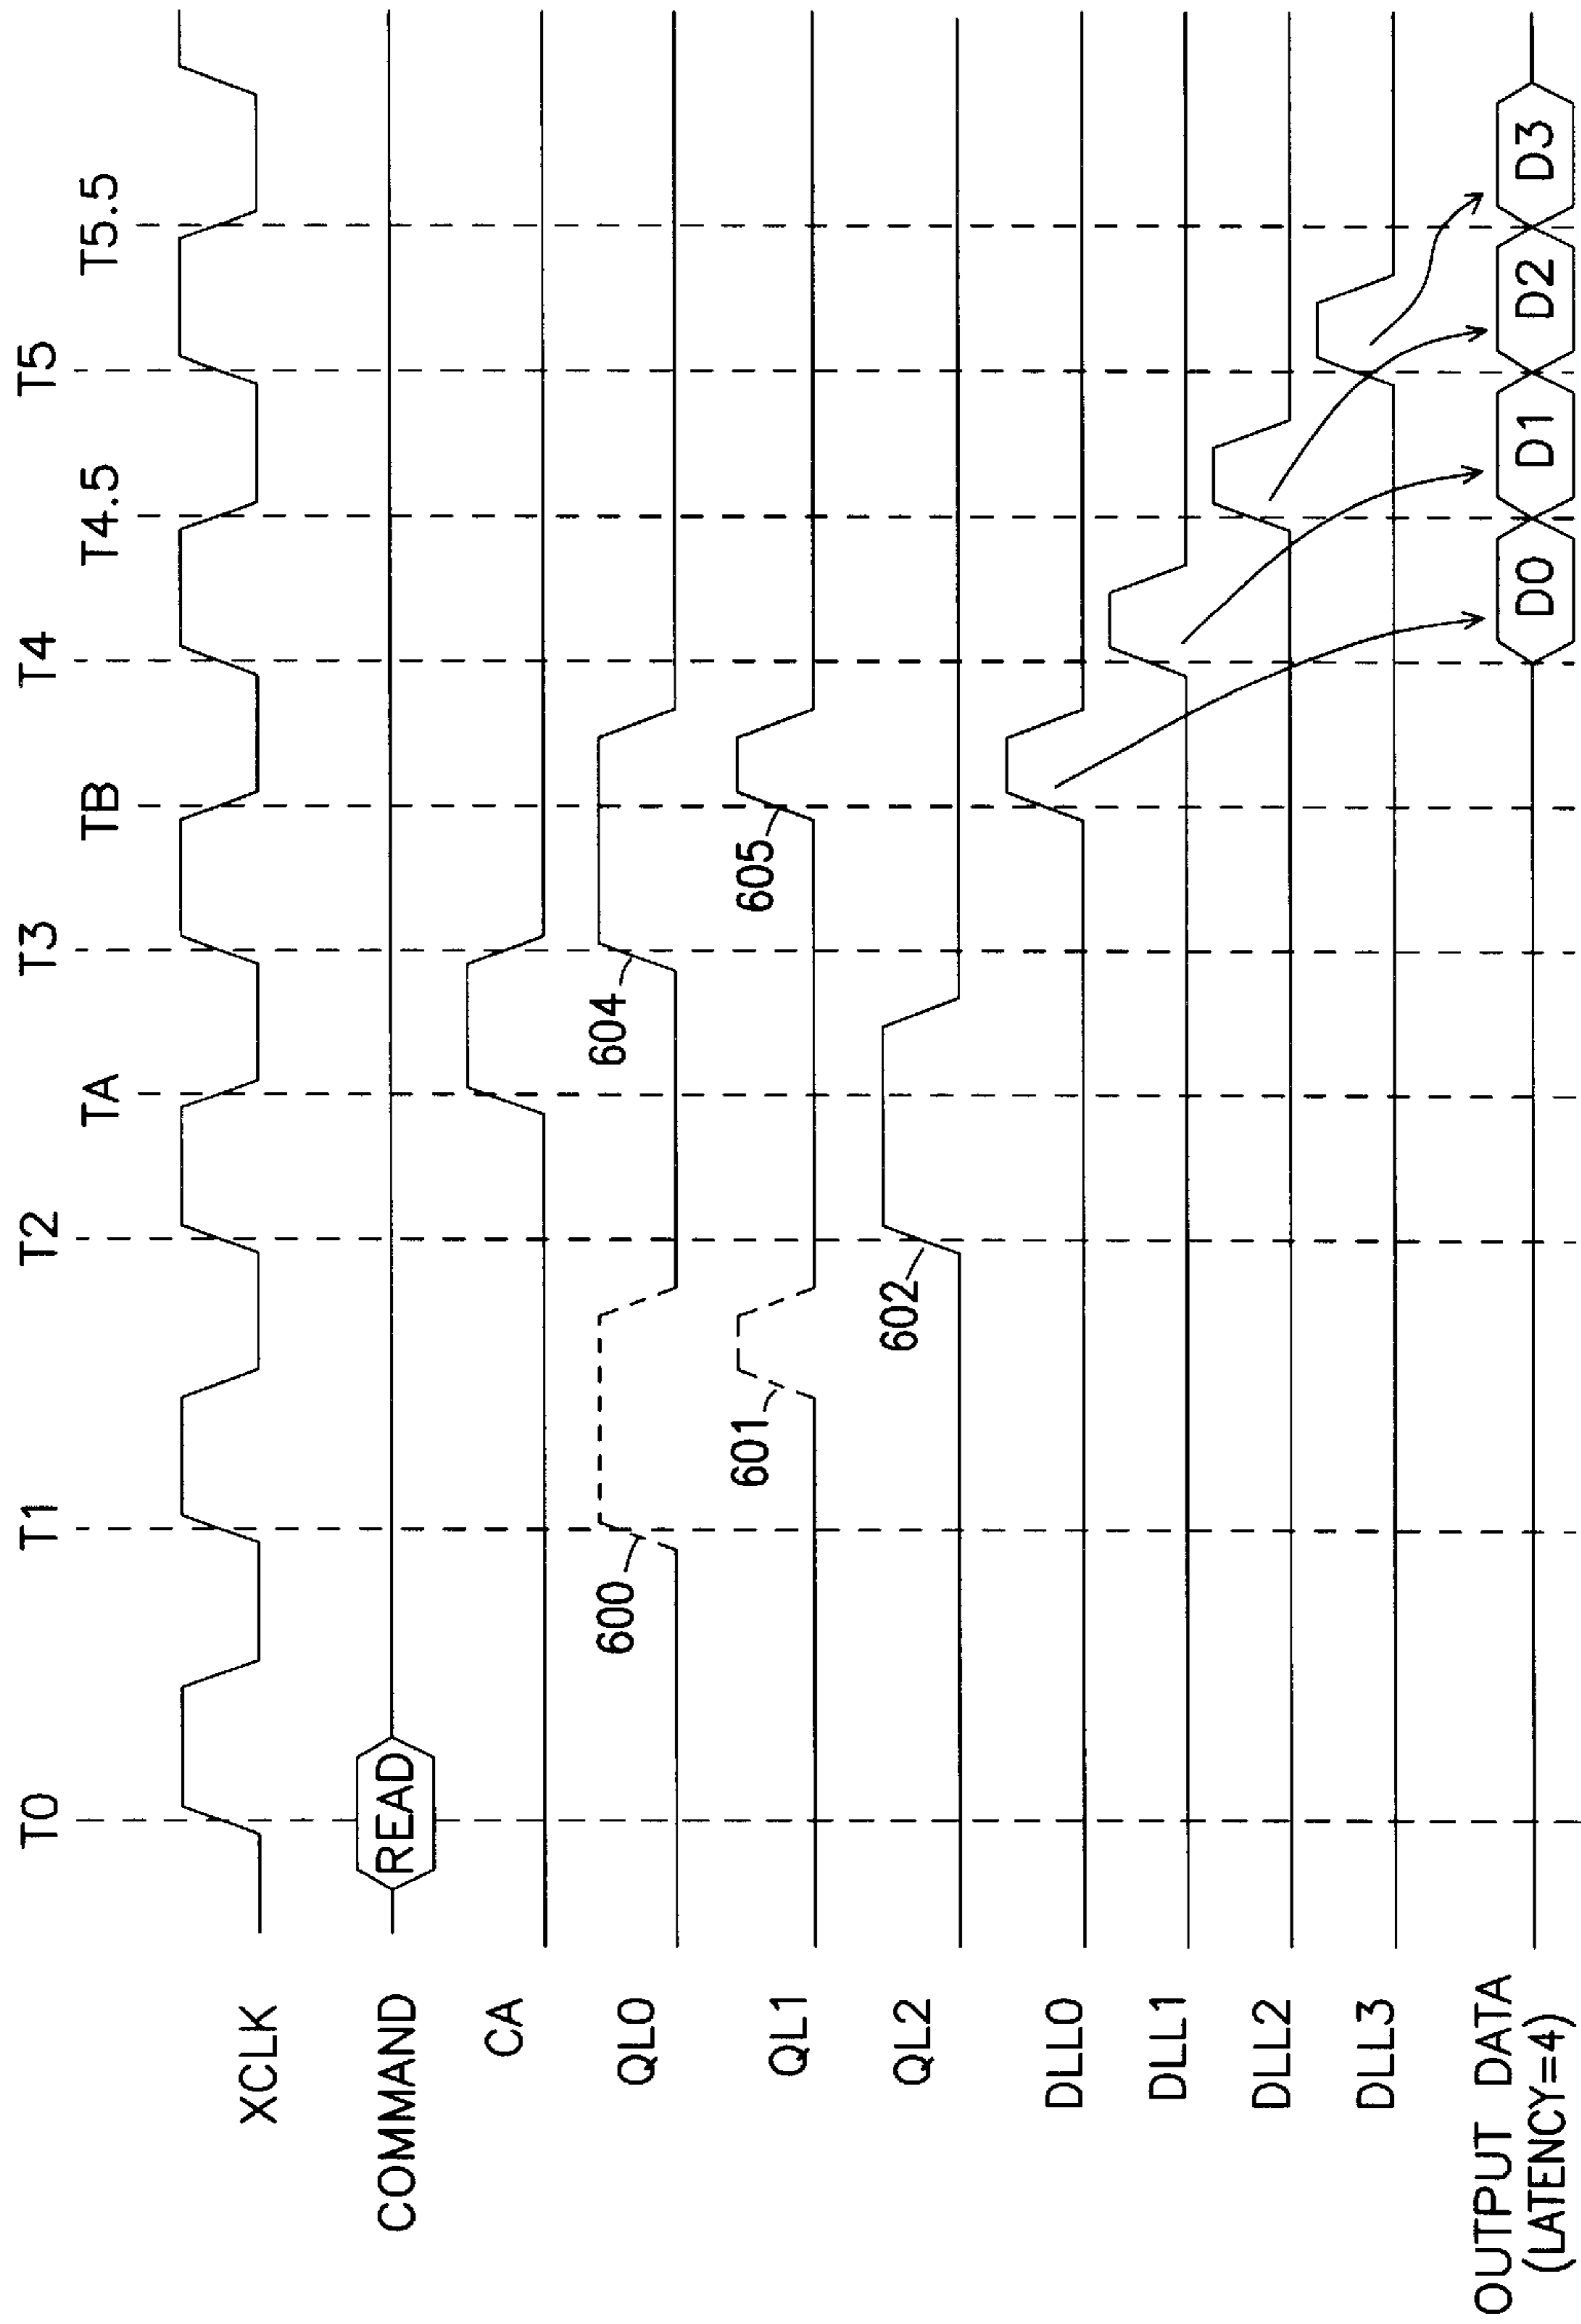 T0 T1 T2 TA T3 TB T4 T4.5 T5 T5.5
XCLK
COMMAND READ
CA
QL0 600 604
QL1 601 605
QL2 602
DLL0
DLL1
DLL2
DLL3
OUTPUT DATA D0 D1 D2 D3
(LATENCY=4)